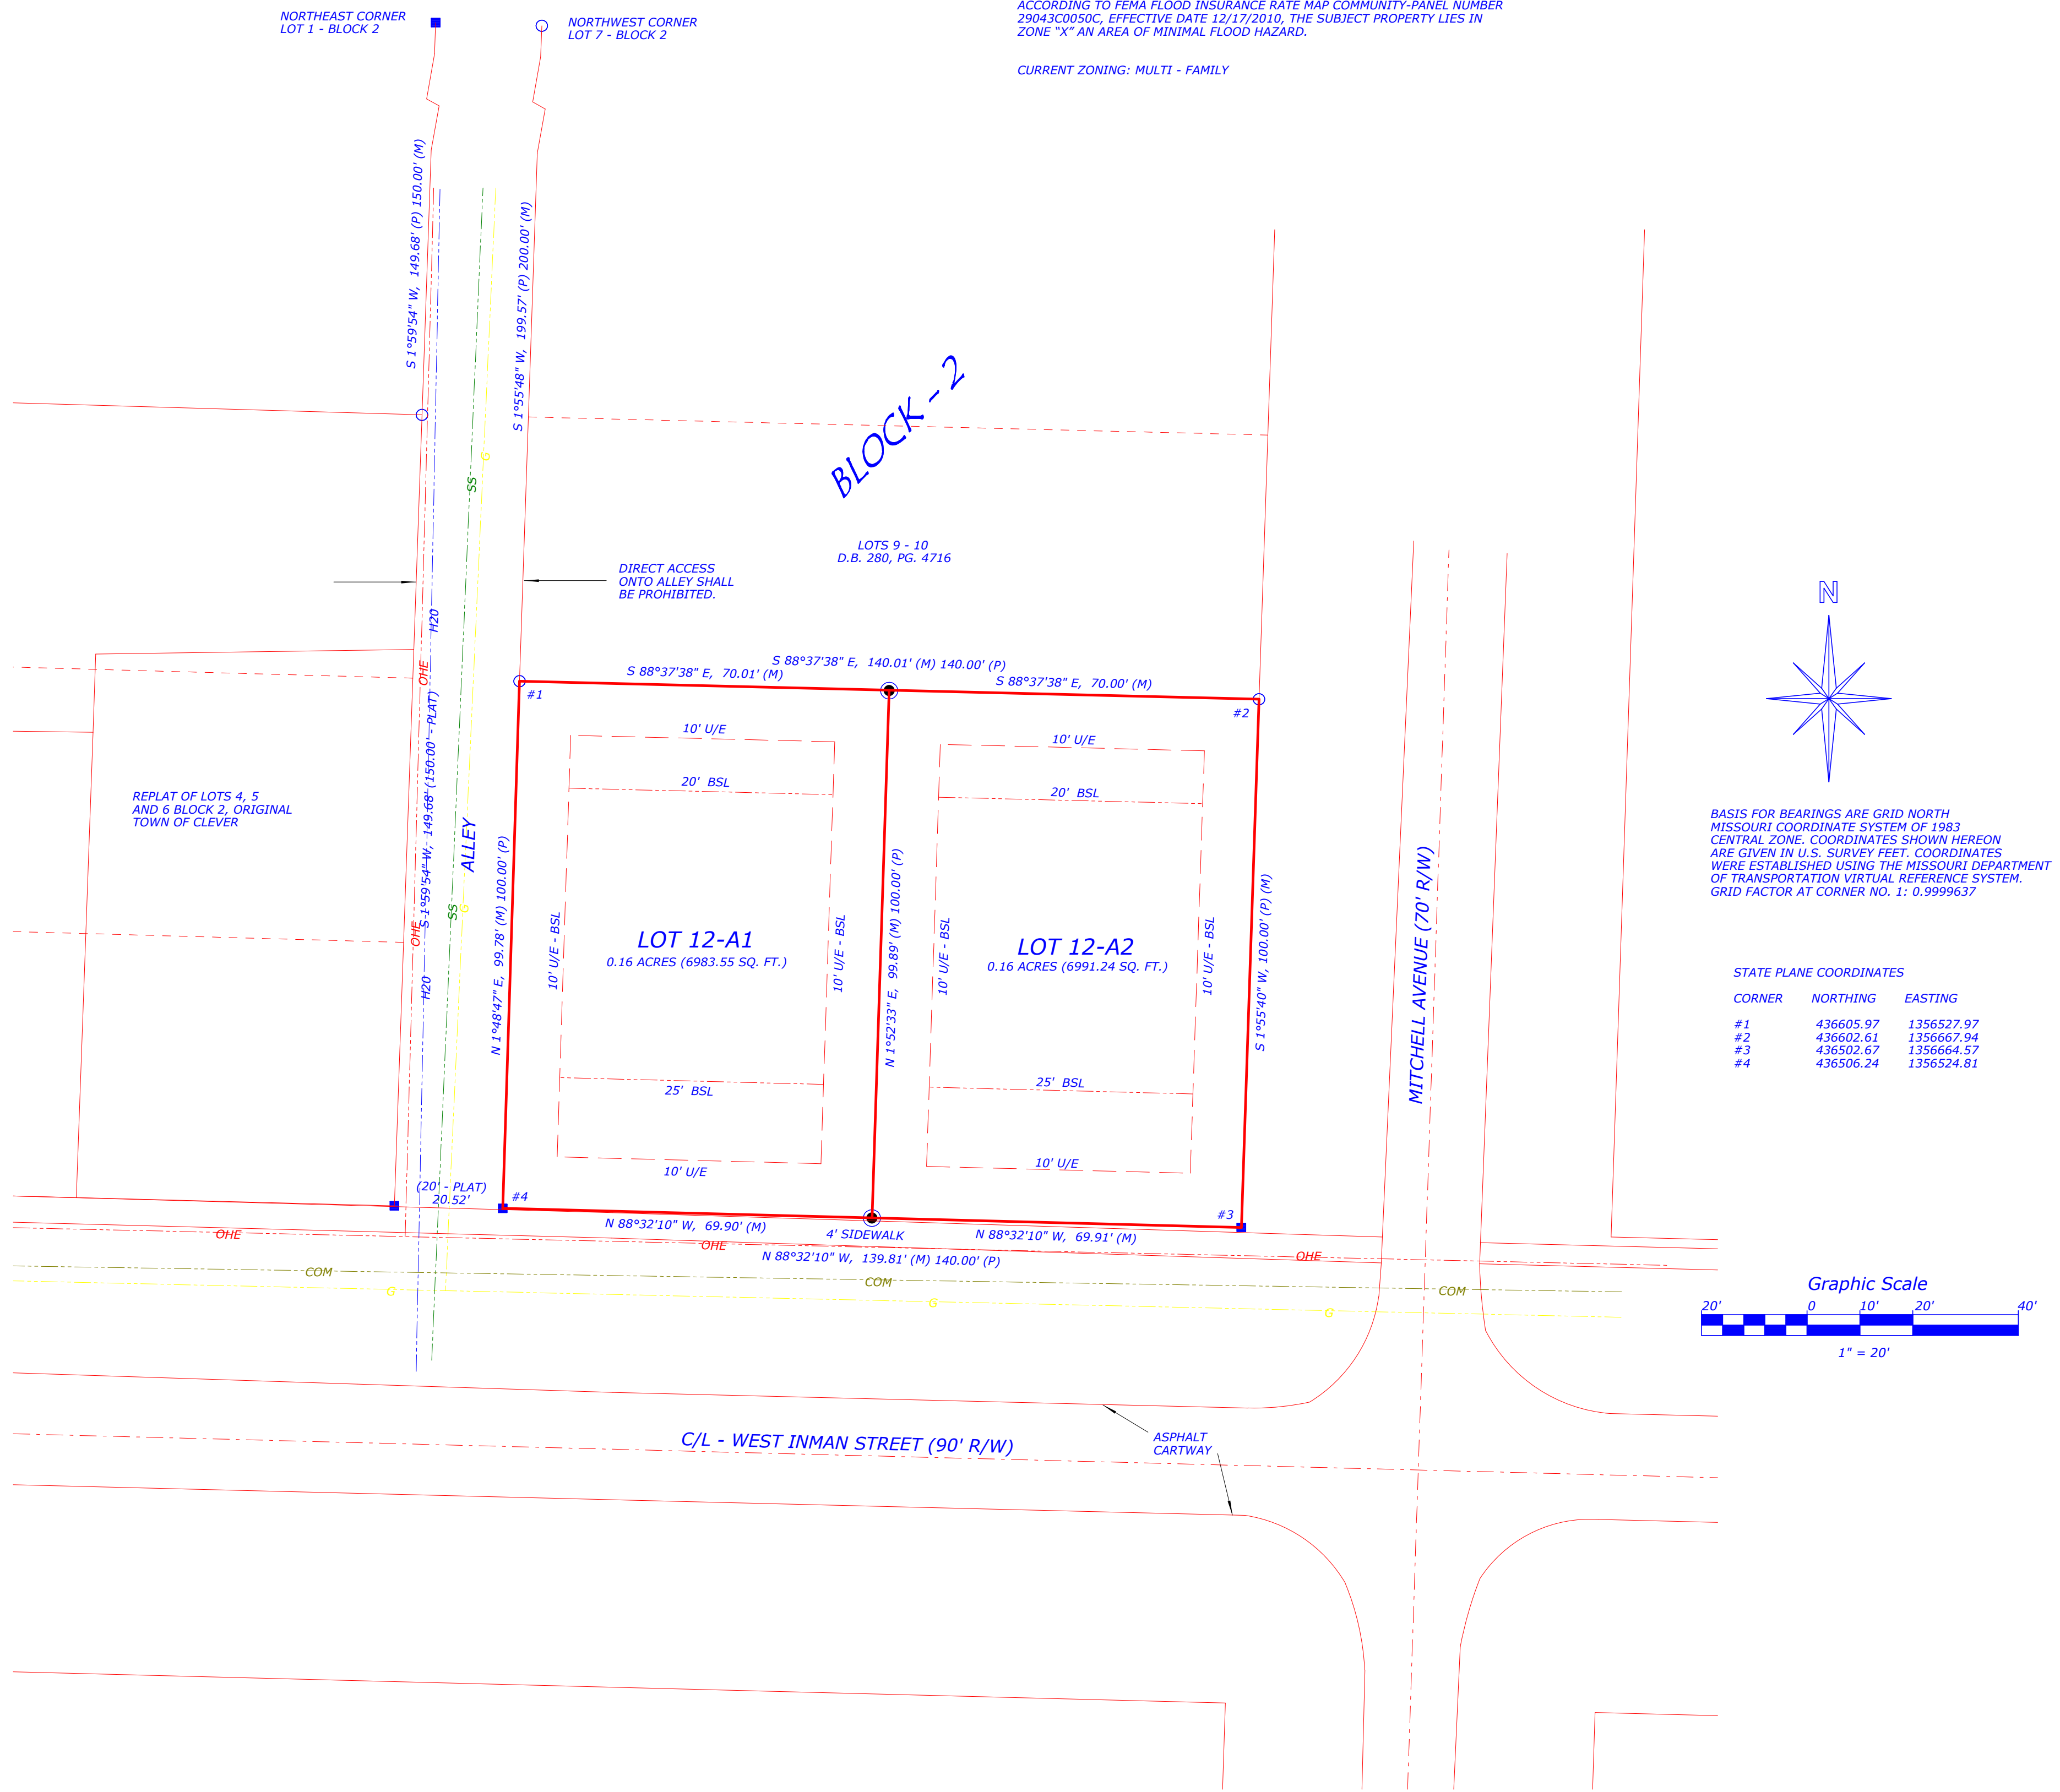 ACCORDING TO FEMA FLOOD INSURANCE RATE MAP COMMUNITY-PANEL NUMBER
29043C0050C, EFFECTIVE DATE 12/17/2010, THE SUBJECT PROPERTY LIES IN
ZONE "X" AN AREA OF MINIMAL FLOOD HAZARD.
CURRENT ZONING: MULTI - FAMILY
NORTHEAST CORNER
LOT 1 - BLOCK 2
NORTHWEST CORNER
LOT 7 - BLOCK 2
S 1°59'54" W, 149.68' (P) 150.00' (M)
S 1°55'48" W, 199.57' (P) 200.00' (M)
BLOCK - 2
G
SS
LOTS 9 - 10
D.B. 280, PG. 4716
DIRECT ACCESS
ONTO ALLEY SHALL
BE PROHIBITED.
H20
OHE
S 88°37'38" E, 140.01' (M) 140.00' (P)
S 88°37'38" E, 70.01' (M)
S 88°37'38" E, 70.00' (M)
#1
#2
10' U/E
10' U/E
20' BSL
20' BSL
REPLAT OF LOTS 4, 5
AND 6 BLOCK 2, ORIGINAL
TOWN OF CLEVER
S 1°59'54" W, 149.68' (150.00' - PLAT)
ALLEY
N 1°48'47" E, 99.78' (M) 100.00' (P)
10' U/E - BSL
LOT 12-A1
0.16 ACRES (6983.55 SQ. FT.)
10' U/E - BSL
N 1°52'33" E, 99.89' (M) 100.00' (P)
10' U/E - BSL
LOT 12-A2
0.16 ACRES (6991.24 SQ. FT.)
10' U/E - BSL
S 1°55'40" W, 100.00' (P) (M)
MITCHELL AVENUE (70' R/W)
OHE
SS
G
H20
25' BSL
25' BSL
10' U/E
10' U/E
(20' - PLAT)
20.52'
#4
#3
N 88°32'10" W, 69.90' (M)
4' SIDEWALK
N 88°32'10" W, 69.91' (M)
N 88°32'10" W, 139.81' (M) 140.00' (P)
OHE
OHE
OHE
COM
COM
COM
G
G
G
C/L - WEST INMAN STREET (90' R/W)
ASPHALT
CARTWAY
N
BASIS FOR BEARINGS ARE GRID NORTH
MISSOURI COORDINATE SYSTEM OF 1983
CENTRAL ZONE. COORDINATES SHOWN HEREON
ARE GIVEN IN U.S. SURVEY FEET. COORDINATES
WERE ESTABLISHED USING THE MISSOURI DEPARTMENT
OF TRANSPORTATION VIRTUAL REFERENCE SYSTEM.
GRID FACTOR AT CORNER NO. 1: 0.9999637
STATE PLANE COORDINATES
CORNER NORTHING EASTING
#1 436605.97 1356527.97
#2 436602.61 1356667.94
#3 436502.67 1356664.57
#4 436506.24 1356524.81
Graphic Scale
20' 0 10' 20' 40'
1" = 20'